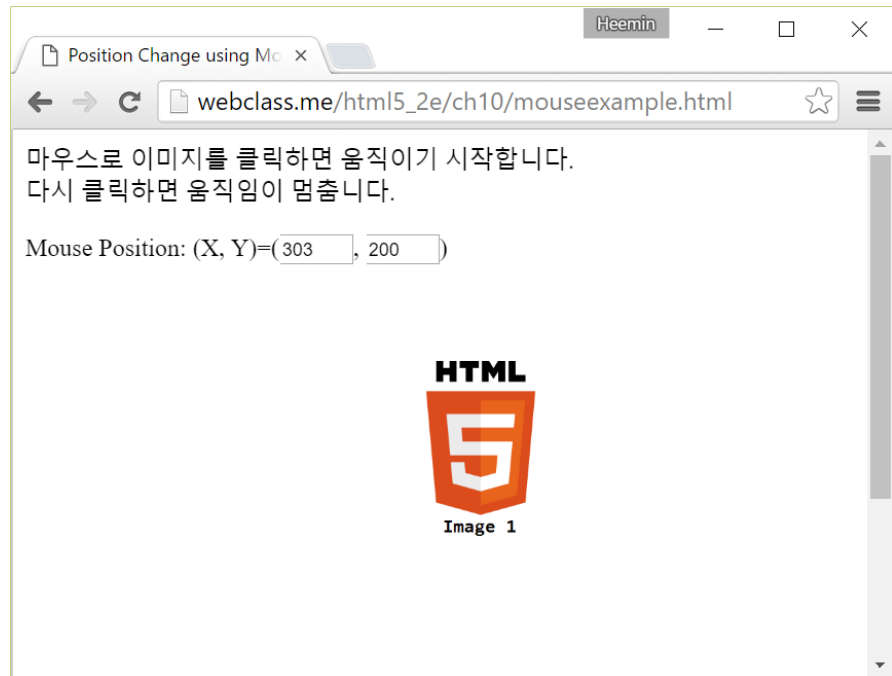 Heemin
Position Change using Mo
webclass.me/html5_2e/ch10/mouseexample.html
마우스로 이미지를 클릭하면 움직이기 시작합니다.
다시 클릭하면 움직임이 멈춤니다.
Mouse Position: (X, Y)=(303, 200)
HTML
5
Image 1